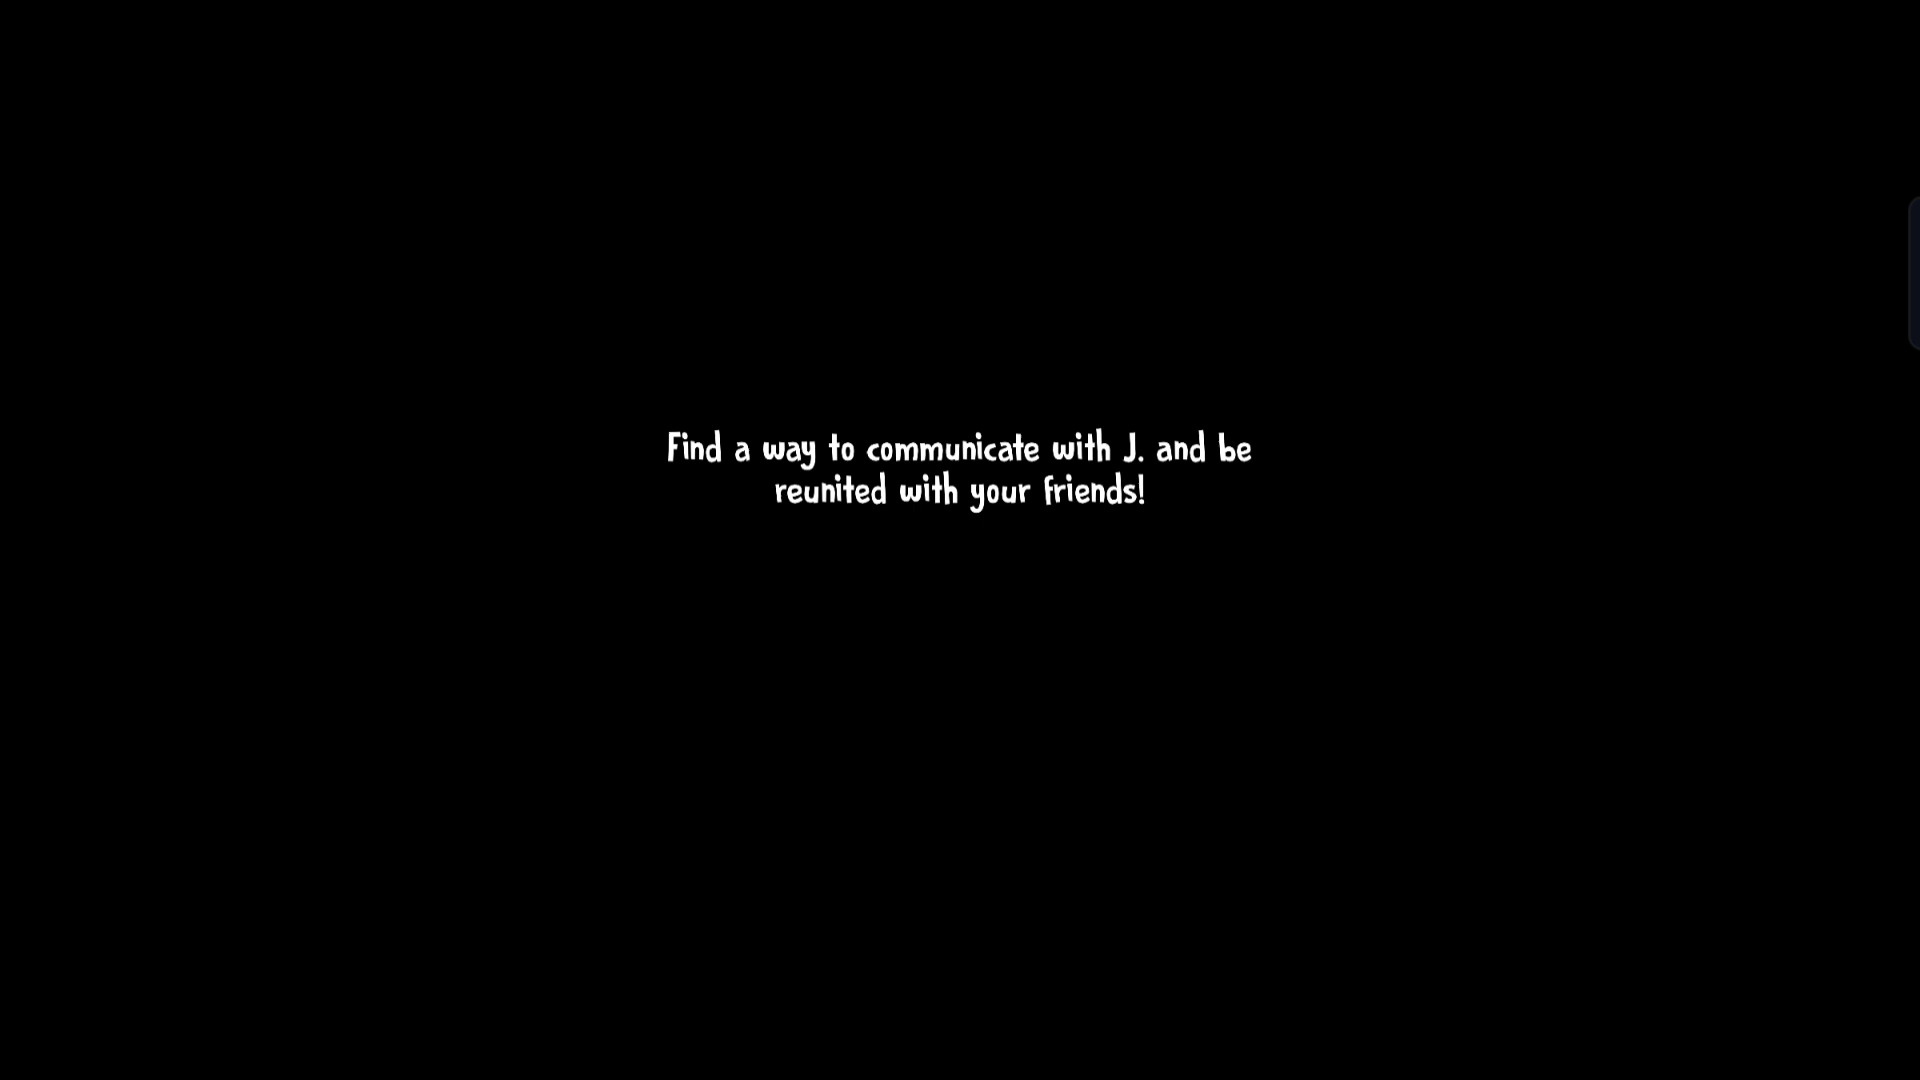 Find a way to communicate with J. and be
reunited with your friends!